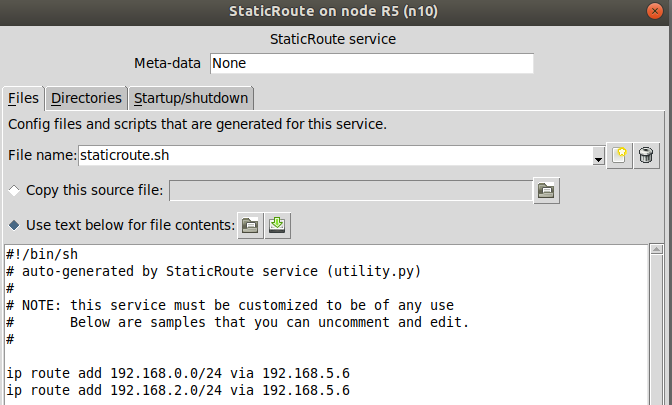 StaticRoute on node R5 (n10)
StaticRoute service
Meta-data None
Files Directories Startup/shutdown
Config files and scripts that are generated for this service.
File name: staticroute.sh
Copy this source file:
Use text below for file contents:
#!/bin/sh
# auto-generated by StaticRoute service (utility.py)
#
# NOTE: this service must be customized to be of any use
#       Below are samples that you can uncomment and edit.
#
ip route add 192.168.0.0/24 via 192.168.5.6
ip route add 192.168.2.0/24 via 192.168.5.6